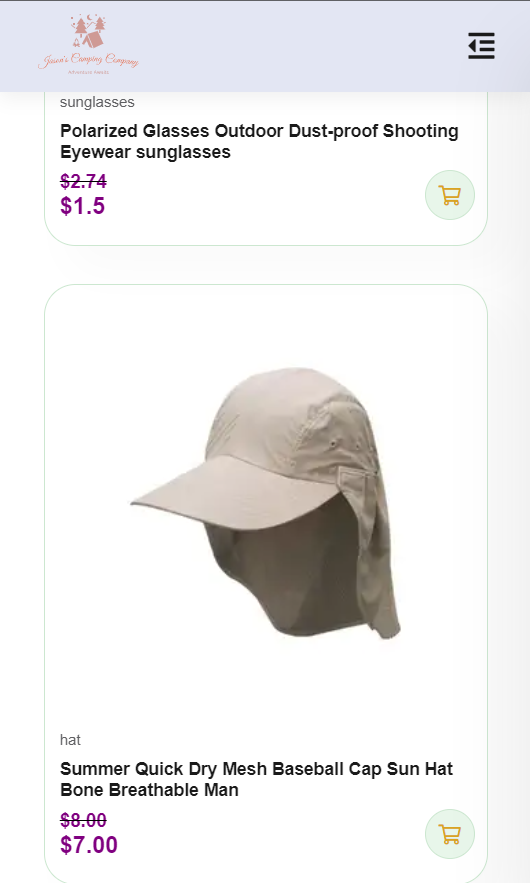 Jason's Camping Company
Adventure Awaits
sunglasses
Polarized Glasses Outdoor Dust-proof Shooting
Eyewear sunglasses
$2.74
$1.5
hat
Summer Quick Dry Mesh Baseball Cap Sun Hat
Bone Breathable Man
$8.00
$7.00